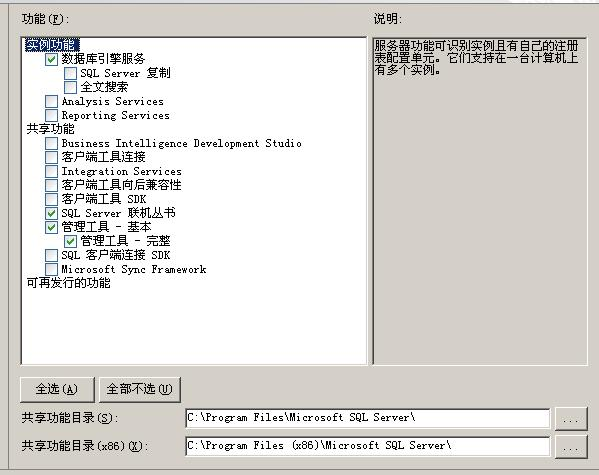 功能(F):
说明:
实例功能
数据库引擎服务
SQL Server 复制
全文搜索
Analysis Services
Reporting Services
共享功能
Business Intelligence Development Studio
客户端工具连接
Integration Services
客户端工具向后兼容性
客户端工具 SDK
SQL Server 联机丛书
管理工具 - 基本
管理工具 - 完整
SQL 客户端连接 SDK
Microsoft Sync Framework
可再发行的功能
服务器功能可识别实例且有自己的注册
表配置单元。它们支持在一台计算机上
有多个实例。
全选(A)
全部不选(U)
共享功能目录(S):
C:\Program Files\Microsoft SQL Server\
...
共享功能目录(x86)(X):
C:\Program Files (x86)\Microsoft SQL Server\
...